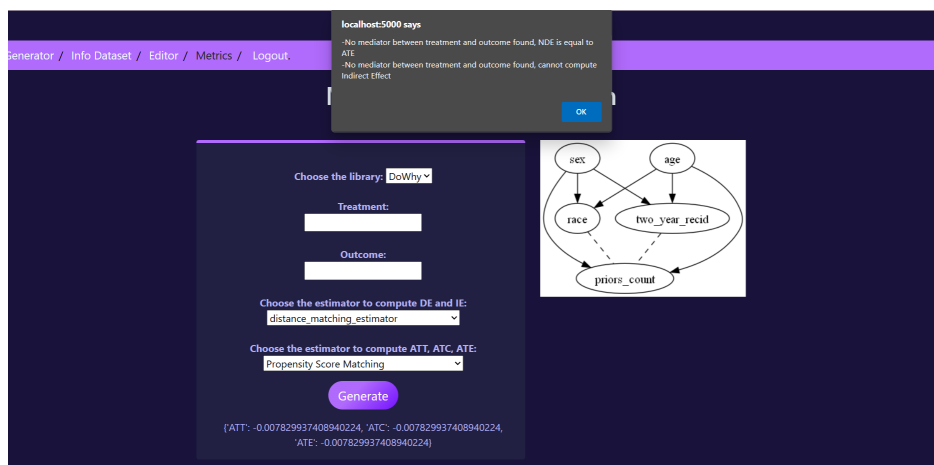 localhost:5000 says
-No mediator between treatment and outcome found, NDE is equal to
ATE
-No mediator between treatment and outcome found, cannot compute
Indirect Effect
OK
Generator / Info Dataset / Editor / Metrics / Logout.
Choose the library: DoWhy
Treatment:
Outcome:
Choose the estimator to compute DE and IE:
distance_matching_estimator
Choose the estimator to compute ATT, ATC, ATE:
Propensity Score Matching
Generate
{'ATT': -0.007829937408940224, 'ATC': -0.007829937408940224,
'ATE': -0.007829937408940224}
sex
age
race
two_year_recid
priors_count